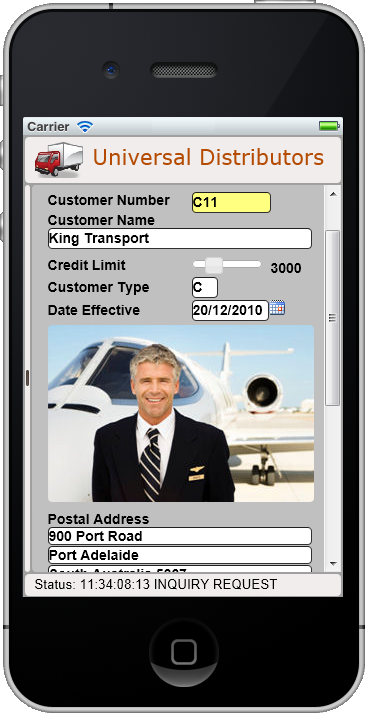 Carrier
Universal Distributors
Customer Number C11
Customer Name
King Transport
Credit Limit 3000
Customer Type C
Date Effective 20/12/2010
Postal Address
900 Port Road
Port Adelaide
South Australia 5007
Status: 11:34:08:13 INQUIRY REQUEST